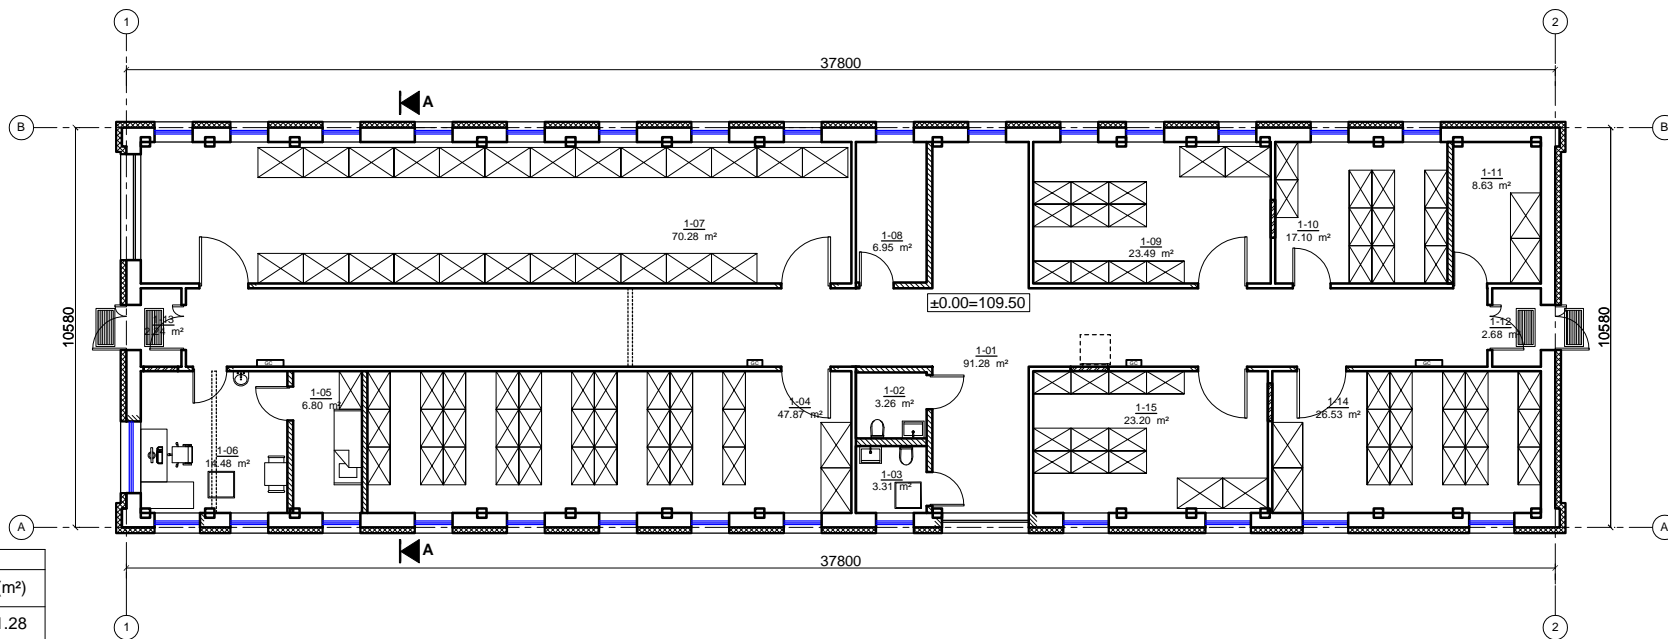 1
2
37800
A
B
B
1-11
8.63 m²
1-07
70.28 m²
1-08
6.95 m²
1-09
23.49 m²
1-10
17.10 m²
±0.00=109.50
10580
10580
1-13
1-12
2.68 m²
1-01
91.28 m²
1-05
6.80 m²
1-04
47.87 m²
1-02
3.26 m²
1-15
23.20 m²
1-14
26.53 m²
1-06
14.48 m²
1-03
3.31 m²
A
A
A
37800
m²)
.28
1
2